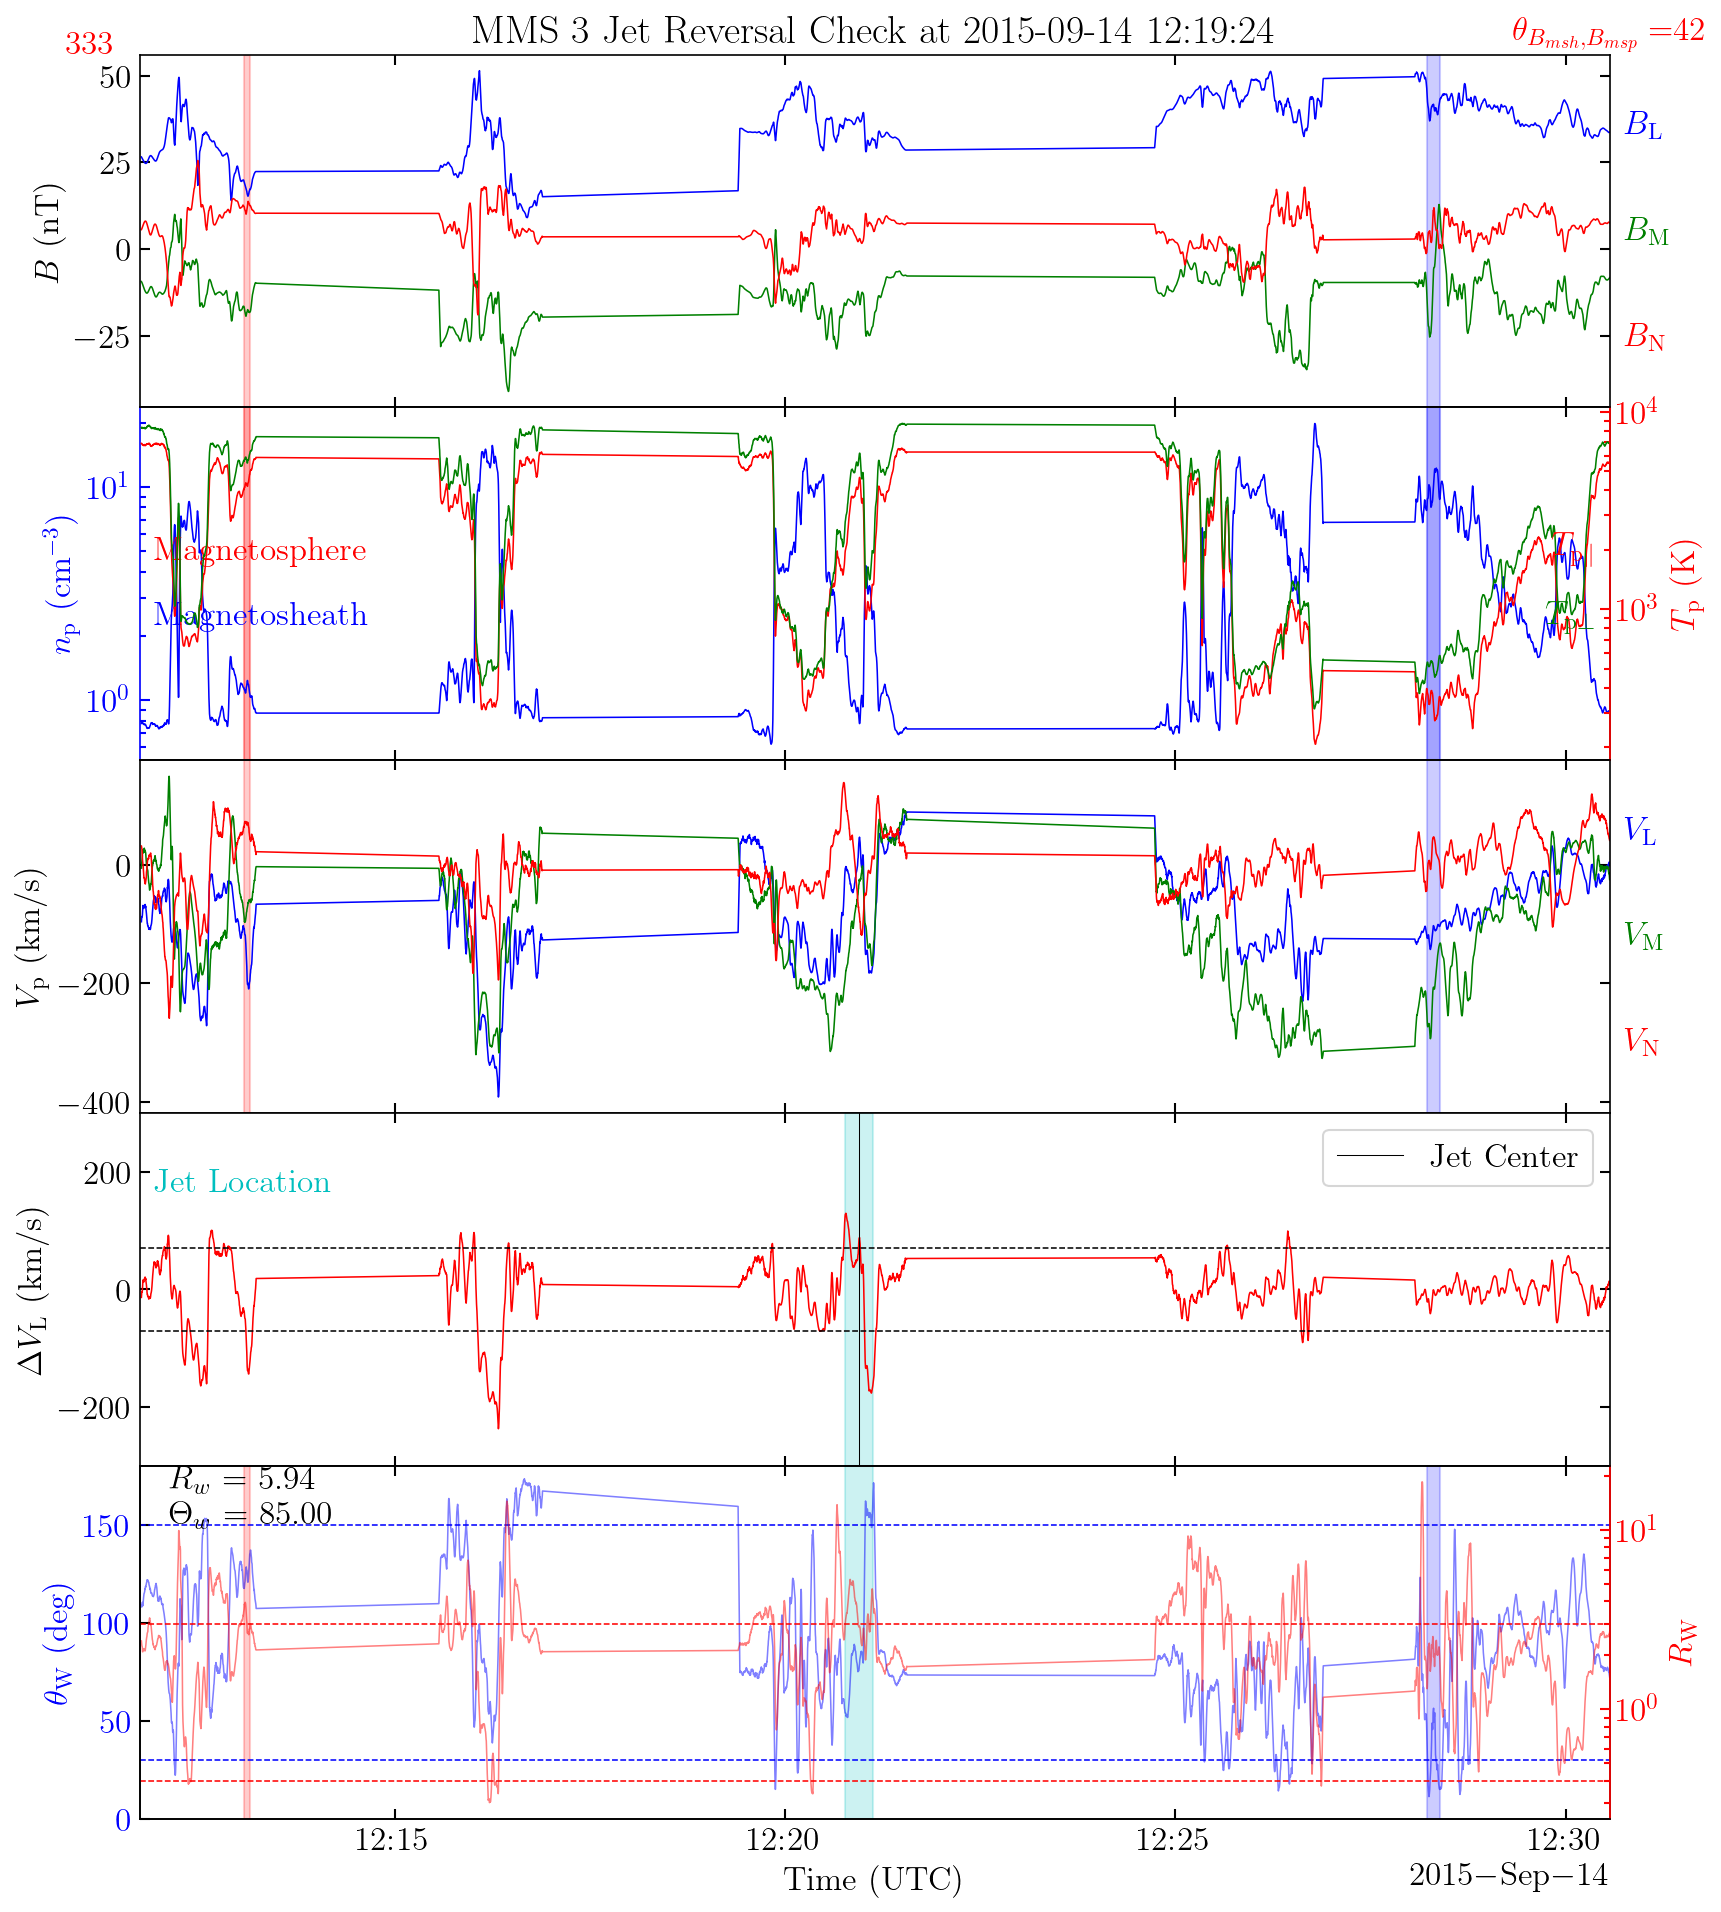 MMS 3 Jet Reversal Check at 2015-09-14 12:19:24
333
θ_{B_{msh},B_{msp}} =42
50
25
0
−25
B (nT)
B_L
B_M
B_N
10^1
10^0
n_p (cm^{−3})
Magnetosphere
Magnetosheath
10^4
10^3
T_p (K)
T_{p∥}
T_{p⊥}
0
−200
−400
V_p (km/s)
V_L
V_M
V_N
200
0
−200
ΔV_L (km/s)
Jet Location
Jet Center
R_w = 5.94
Θ_w = 85.00
150
100
50
0
θ_W (deg)
10^1
10^0
R_W
12:15
12:20
12:25
12:30
Time (UTC)
2015−Sep−14